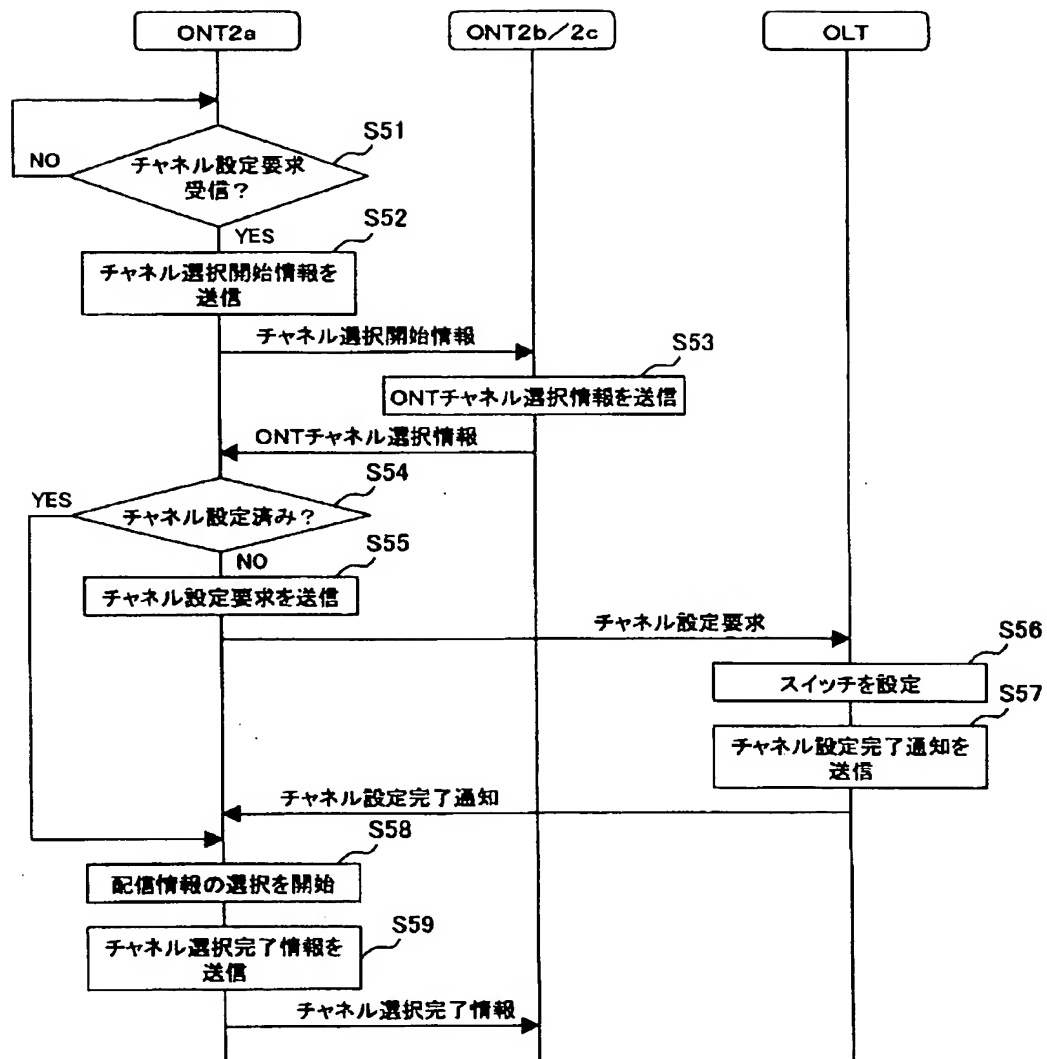 ONT2a
ONT2b/2c
OLT
S51
NO
チャネル設定要求
受信?
YES
S52
チャネル選択開始情報を
送信
チャネル選択開始情報
S53
ONTチャネル選択情報を送信
ONTチャネル選択情報
S54
YES
チャネル設定済み?
S55
NO
チャネル設定要求を送信
チャネル設定要求
S56
スイッチを設定
S57
チャネル設定完了通知を
送信
チャネル設定完了通知
S58
配信情報の選択を開始
S59
チャネル選択完了情報を
送信
チャネル選択完了情報